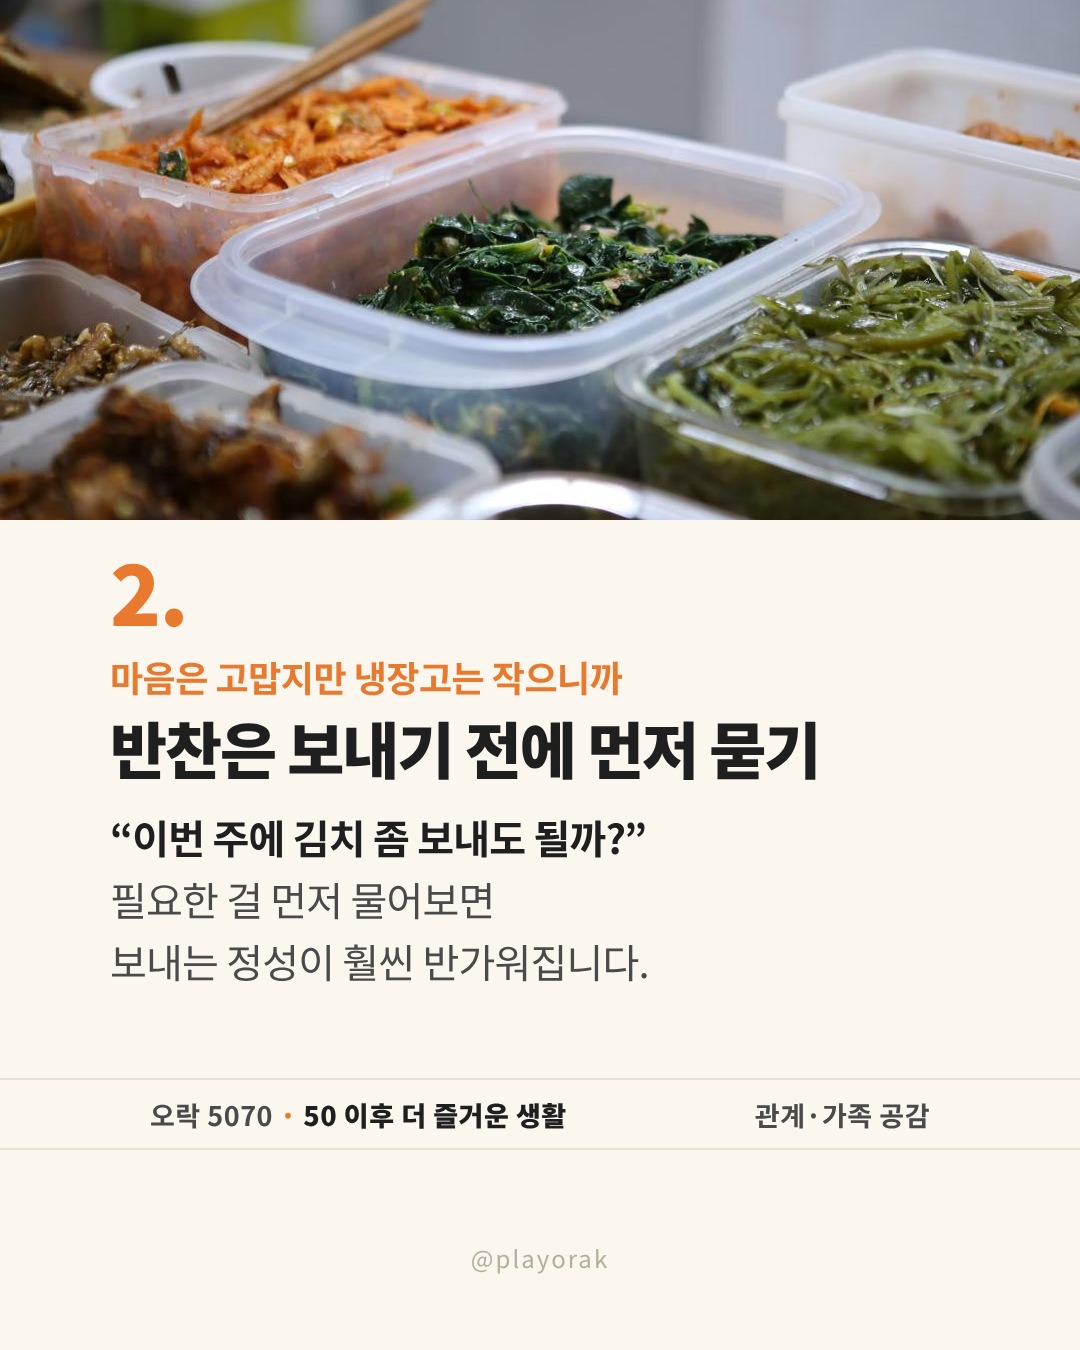 2.
마음은 고맙지만 냉장고는 작으니까
반찬은 보내기 전에 먼저 묻기
“이번 주에 김치 좀 보내도 될까?”
필요한 걸 먼저 물어보면
보내는 정성이 훨씬 반가워집니다.
오락 5070 • 50 이후 더 즐거운 생활
관계·가족 공감
@playorak